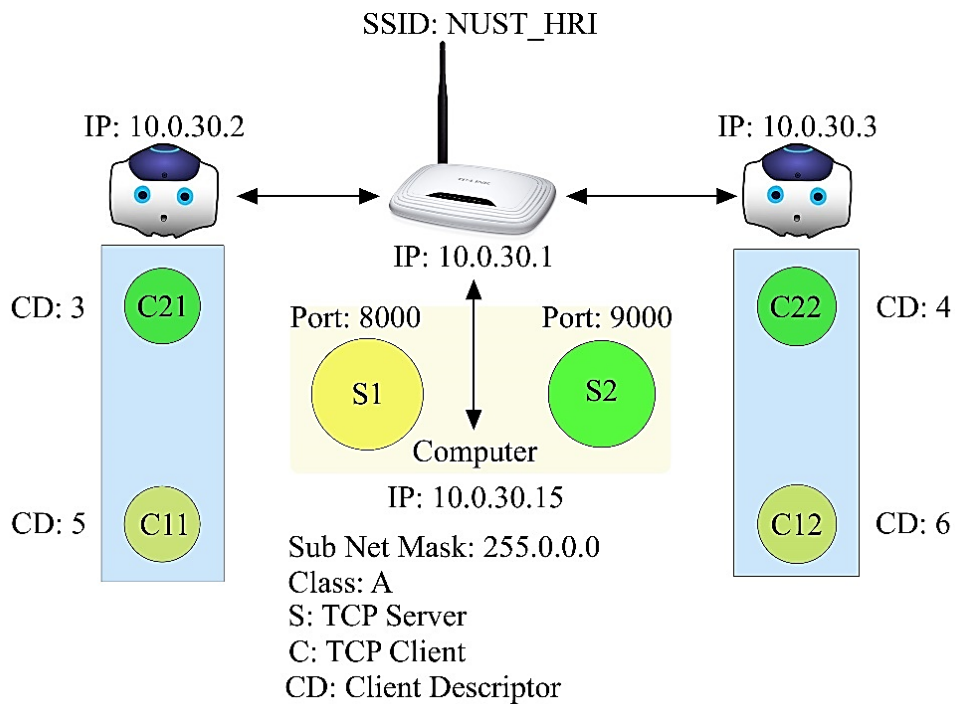 SSID: NUST_HRI
IP: 10.0.30.2
IP: 10.0.30.3
TP-LINK
IP: 10.0.30.1
CD: 3
C21
Port: 8000
Port: 9000
C22
CD: 4
S1
S2
Computer
IP: 10.0.30.15
CD: 5
C11
C12
CD: 6
Sub Net Mask: 255.0.0.0
Class: A
S: TCP Server
C: TCP Client
CD: Client Descriptor